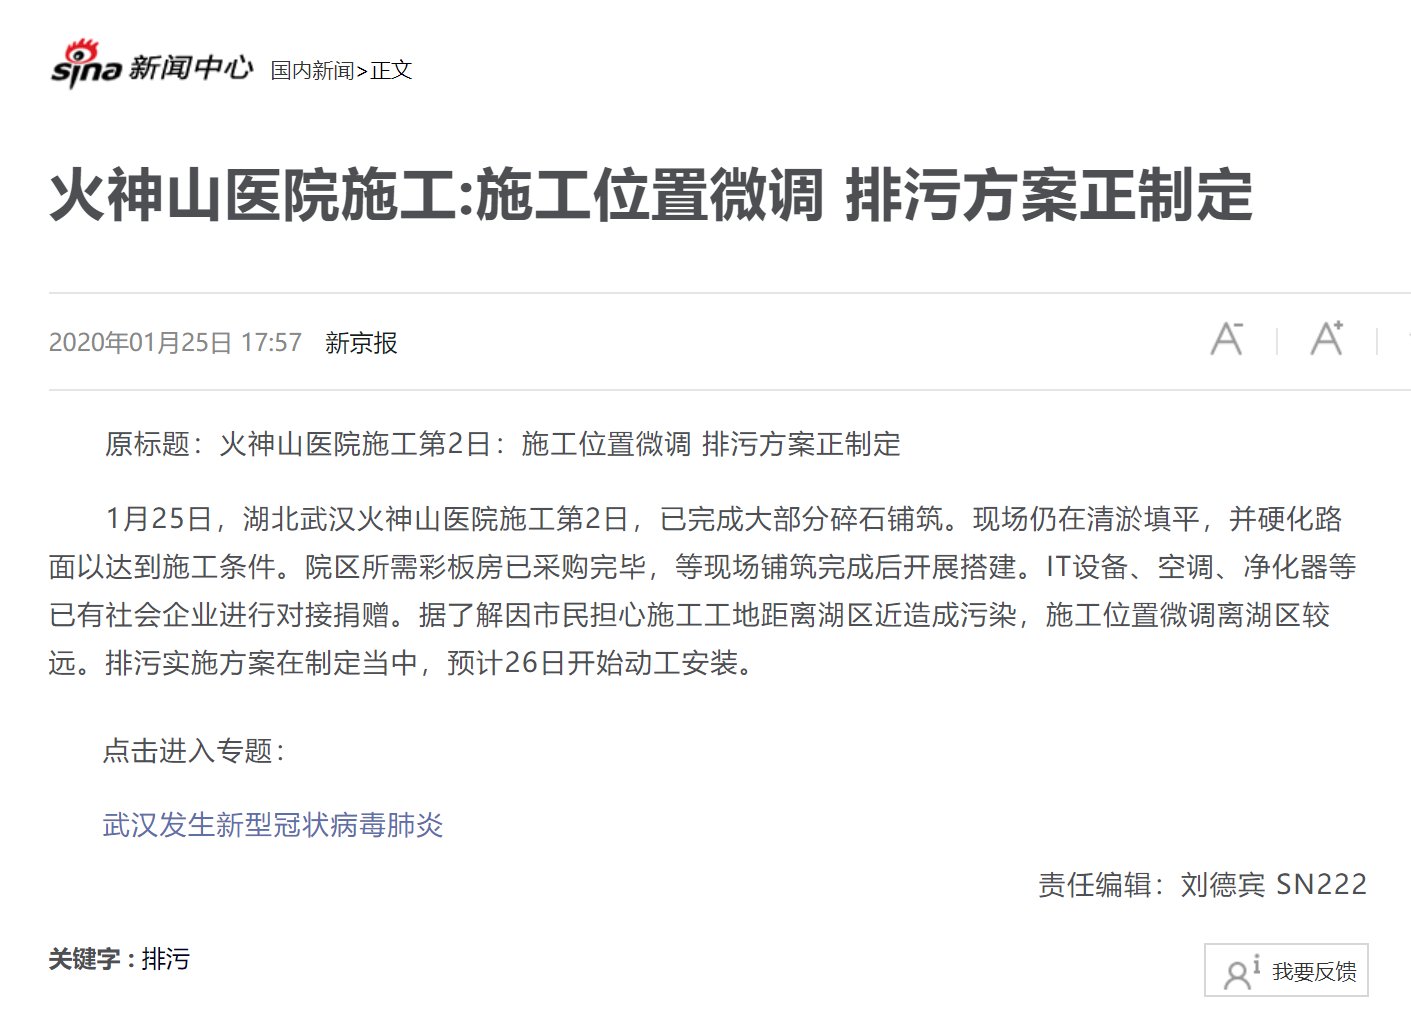 sina 新闻中心 国内新闻>正文
火神山医院施工:施工位置微调 排污方案正制定
2020年01月25日 17:57 新京报 A- A+
原标题：火神山医院施工第2日：施工位置微调 排污方案正制定
1月25日，湖北武汉火神山医院施工第2日，已完成大部分碎石铺筑。现场仍在清淤填平，并硬化路
面以达到施工条件。院区所需彩板房已采购完毕，等现场铺筑完成后开展搭建。IT设备、空调、净化器等
已有社会企业进行对接捐赠。据了解因市民担心施工工地距离湖区近造成污染，施工位置微调离湖区较
远。排污实施方案在制定当中，预计26日开始动工安装。
点击进入专题：
武汉发生新型冠状病毒肺炎
责任编辑：刘德宾 SN222
关键字 : 排污
我要反馈